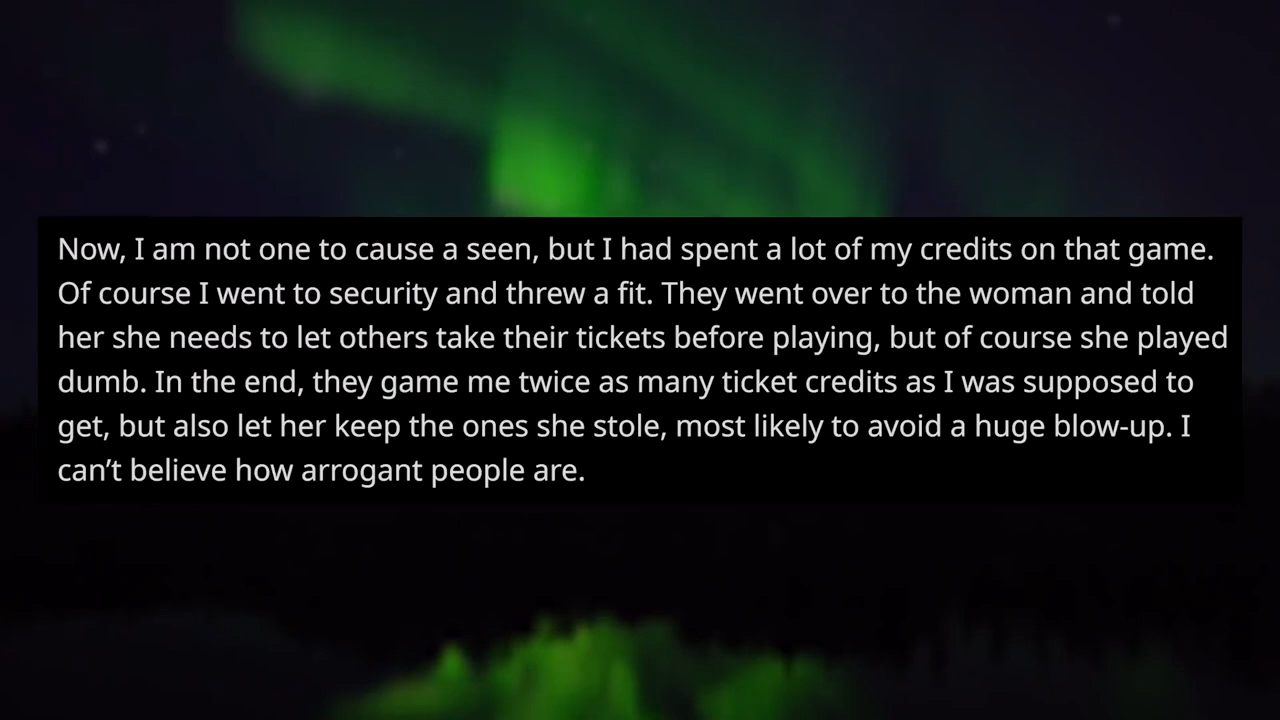 Now, I am not one to cause a seen, but I had spent a lot of my credits on that game.
Of course I went to security and threw a fit. They went over to the woman and told
her she needs to let others take their tickets before playing, but of course she played
dumb. In the end, they game me twice as many ticket credits as I was supposed to
get, but also let her keep the ones she stole, most likely to avoid a huge blow-up. I
can’t believe how arrogant people are.